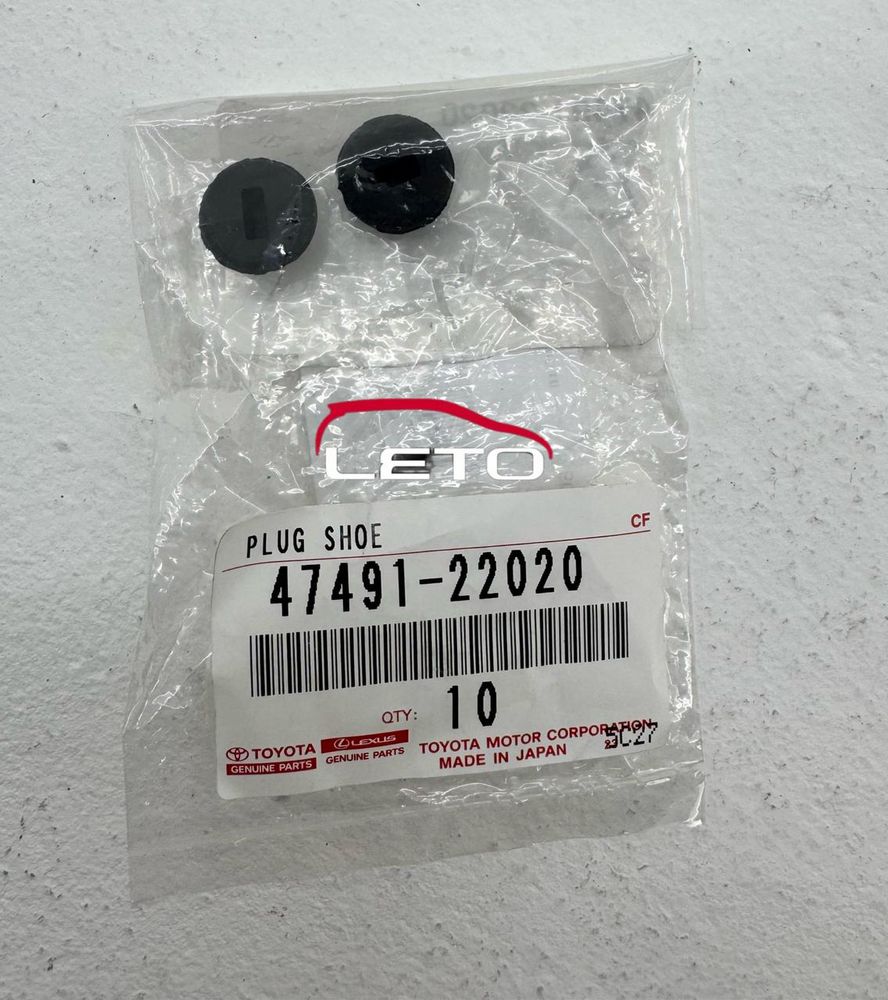 LETO
PLUG SHOE
CF
47491-22020
QTY: 10
TOYOTA
GENUINE PARTS
LEXUS
GENUINE PARTS
TOYOTA MOTOR CORPORATION
MADE IN JAPAN
5C27